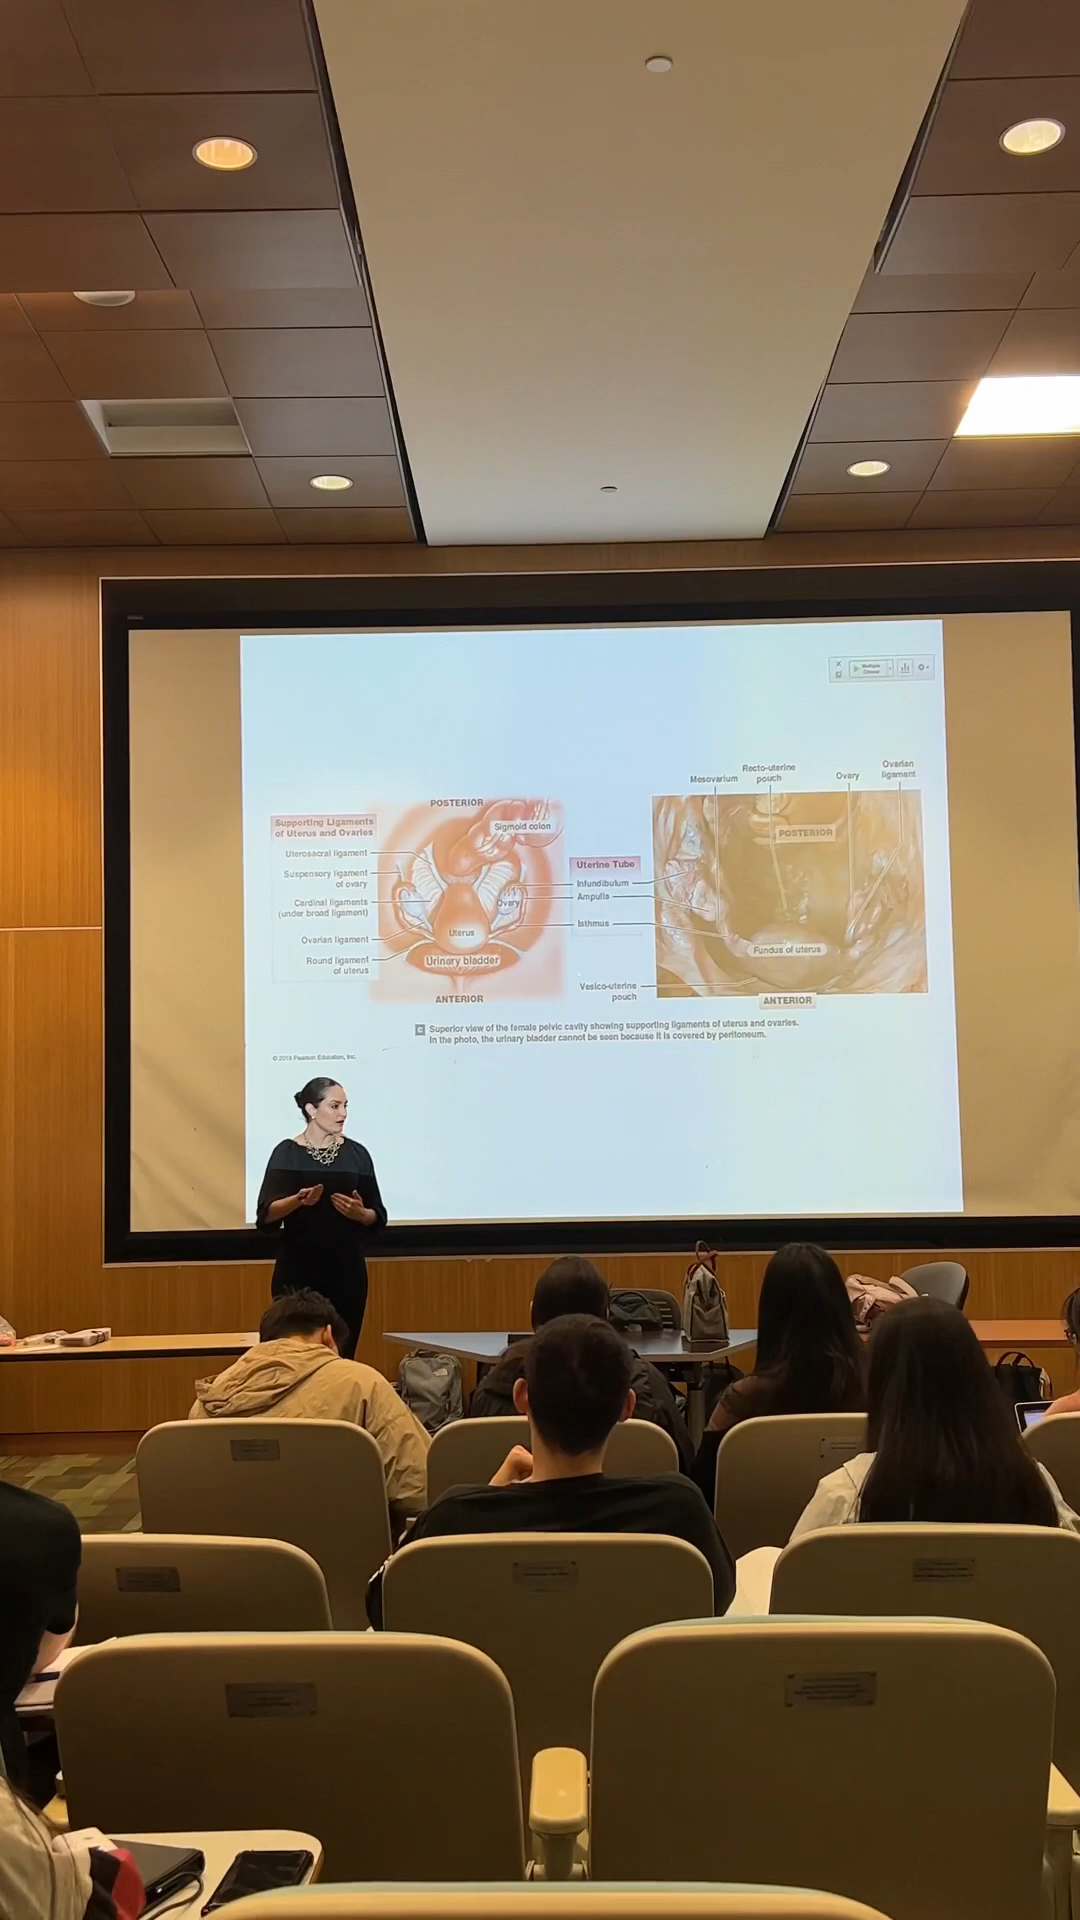 Multiple
Choice
POSTERIOR
Supporting Ligaments
of Uterus and Ovaries
Sigmoid colon
Uterosacral ligament
Suspensory ligament
of ovary
Cardinal ligaments
(under broad ligament)
Ovarian ligament
Round ligament
of uterus
Ovary
Uterus
Urinary bladder
ANTERIOR
Uterine Tube
Infundibulum
Ampulla
Isthmus
Vesico-uterine
pouch
Mesovarium
Recto-uterine
pouch
Ovary
Ovarian
ligament
POSTERIOR
Fundus of uterus
ANTERIOR
c Superior view of the female pelvic cavity showing supporting ligaments of uterus and ovaries.
In the photo, the urinary bladder cannot be seen because it is covered by peritoneum.
© 2018 Pearson Education, Inc.